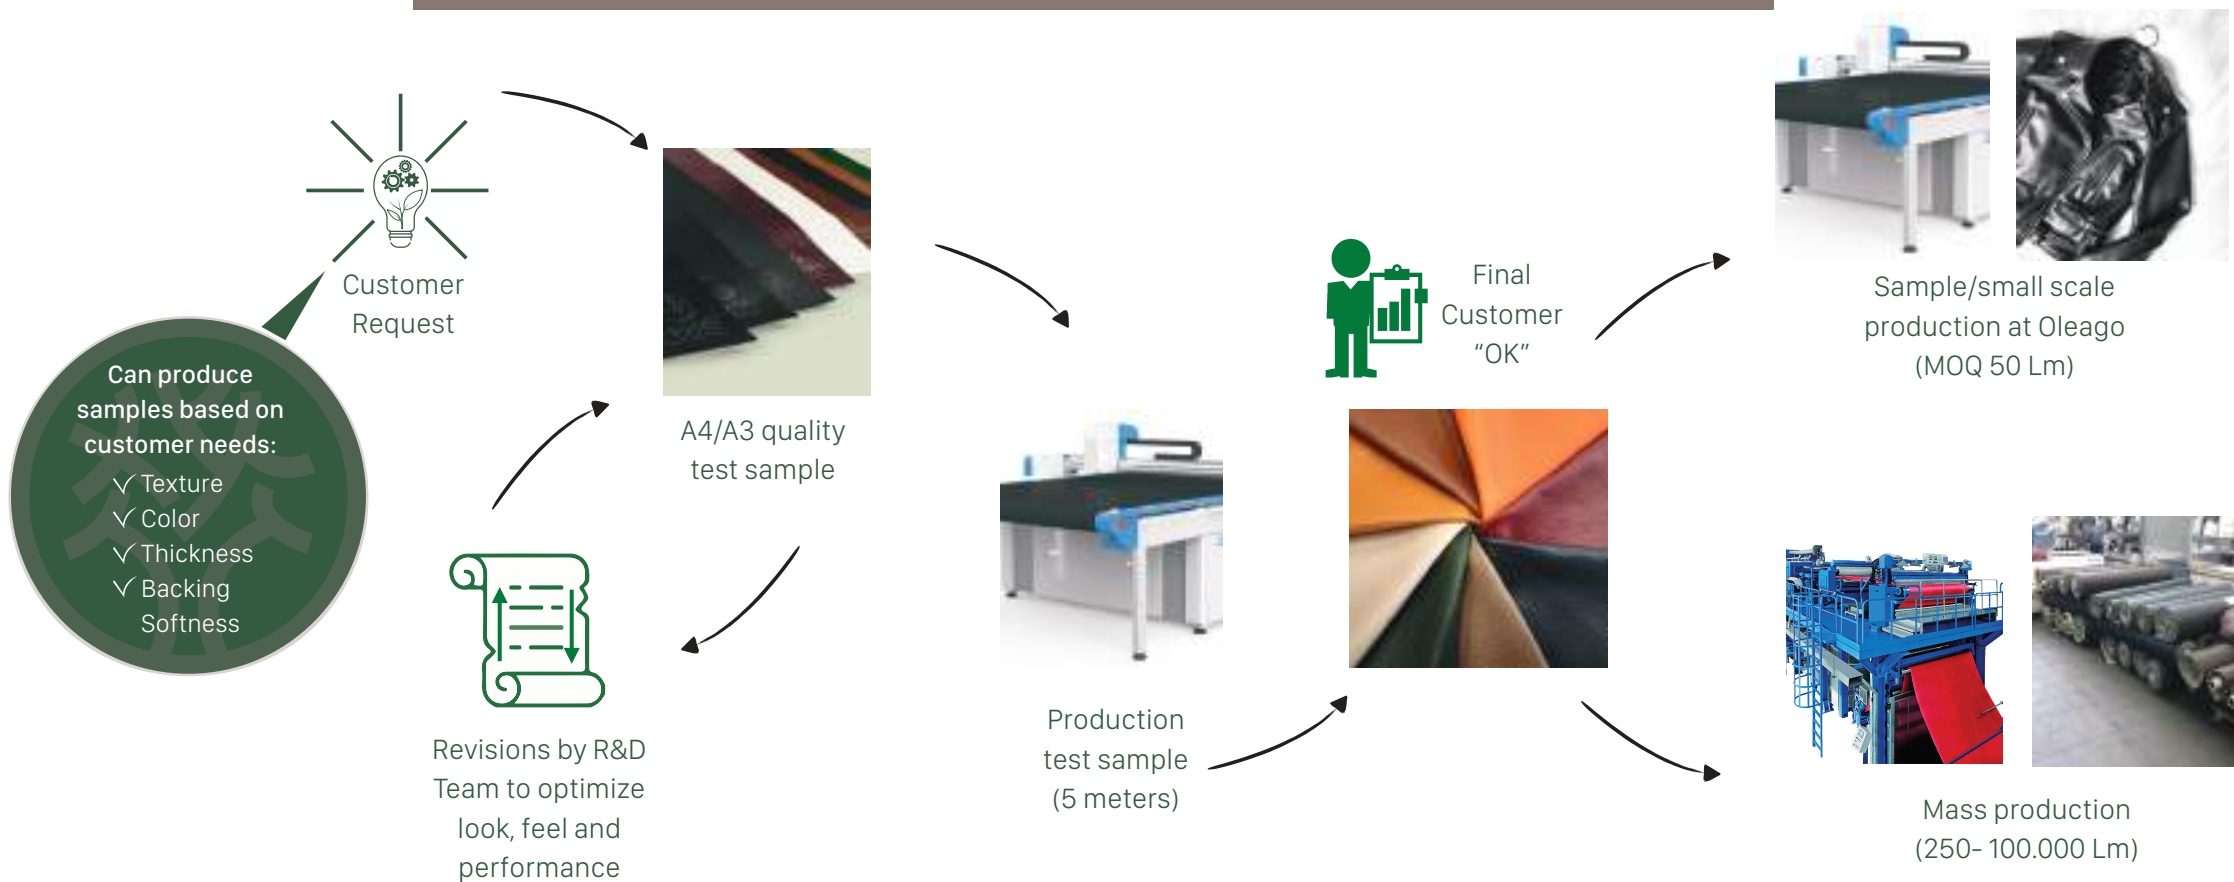 Customer
Request
Can produce
samples based on
customer needs:
Texture
Color
Thickness
Backing
Softness
A4/A3 quality
test sample
Revisions by R&D
Team to optimize
look, feel and
performance
Production
test sample
(5 meters)
Final
Customer
“OK”
Sample/small scale
production at Oleago
(MOQ 50 Lm)
Mass production
(250- 100.000 Lm)